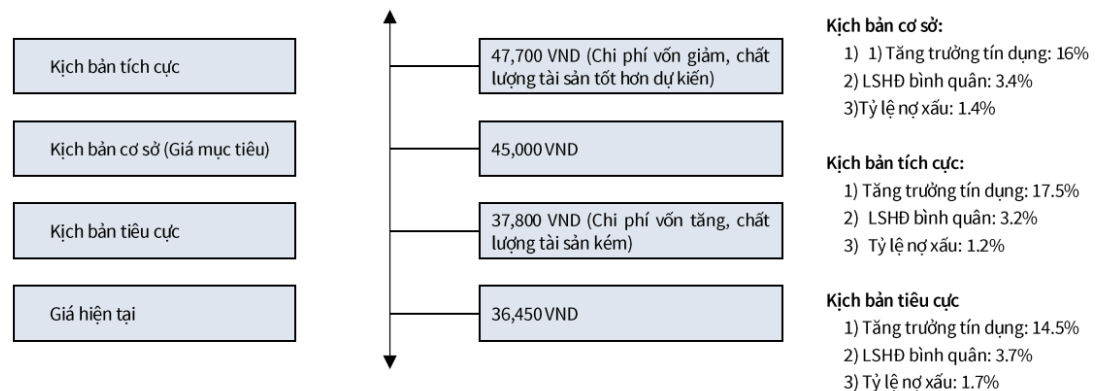 Kịch bản tích cực
47,700 VND (Chi phí vốn giảm, chất
lượng tài sản tốt hơn dự kiến)
Kịch bản cơ sở (Giá mục tiêu)
45,000 VND
Kịch bản tiêu cực
37,800 VND (Chi phí vốn tăng, chất
lượng tài sản kém)
Giá hiện tại
36,450 VND
Kịch bản cơ sở:
1) 1) Tăng trưởng tín dụng: 16%
2) LSHĐ bình quân: 3.4%
3)Tỷ lệ nợ xấu: 1.4%
Kịch bản tích cực:
1) Tăng trưởng tín dụng: 17.5%
2) LSHĐ bình quân: 3.2%
3) Tỷ lệ nợ xấu: 1.2%
Kịch bản tiêu cực
1) Tăng trưởng tín dụng: 14.5%
2) LSHĐ bình quân: 3.7%
3) Tỷ lệ nợ xấu: 1.7%